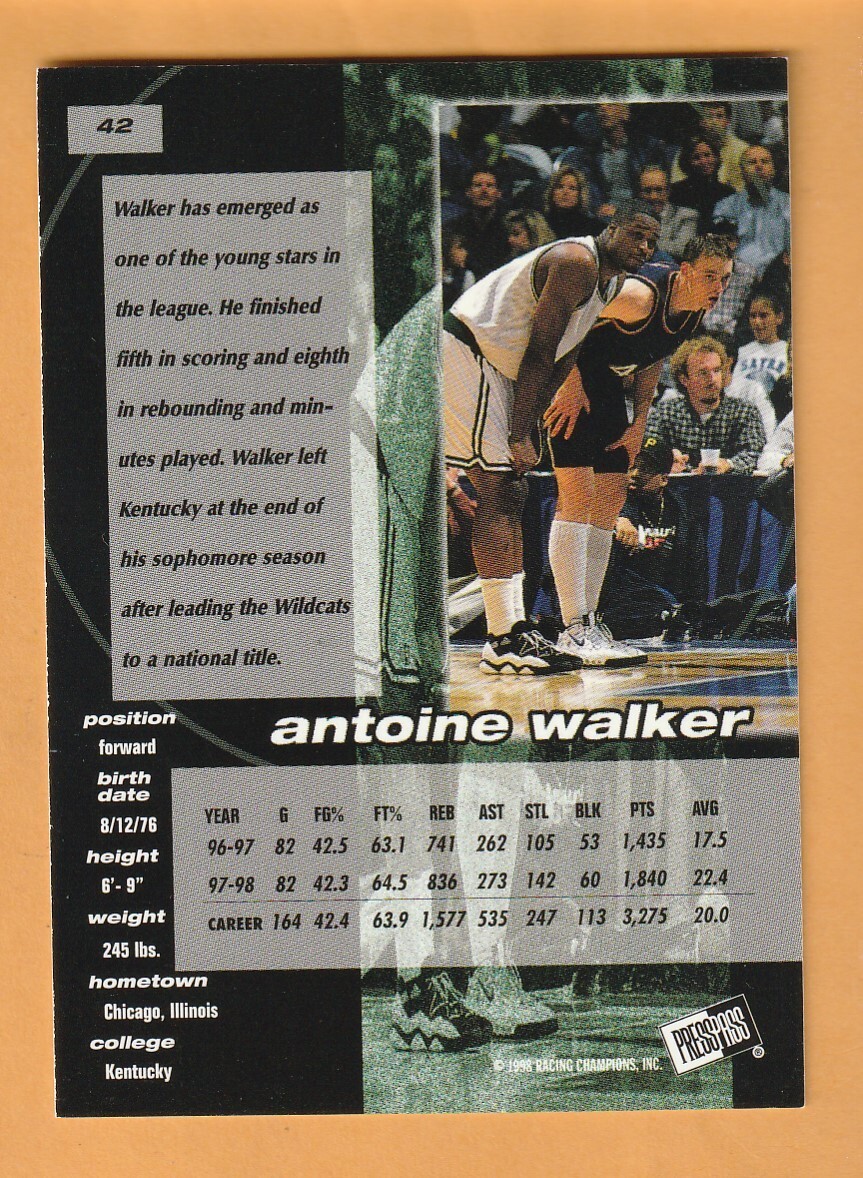 42
Walker has emerged as
one of the young stars in
the league. He finished
fifth in scoring and eighth
in rebounding and min-
utes played. Walker left
Kentucky at the end of
his sophomore season
after leading the Wildcats
to a national title.
antoine walker
position
forward
birth
date
8/12/76
height
6'- 9"
weight
245 lbs.
hometown
Chicago, Illinois
college
Kentucky
YEAR G FG% FT% REB AST STL BLK PTS AVG
96-97 82 42.5 63.1 741 262 105 53 1,435 17.5
97-98 82 42.3 64.5 836 273 142 60 1,840 22.4
CAREER 164 42.4 63.9 1,577 535 247 113 3,275 20.0
PRESS PASS ®
© 1998 RACING CHAMPIONS, INC.
P